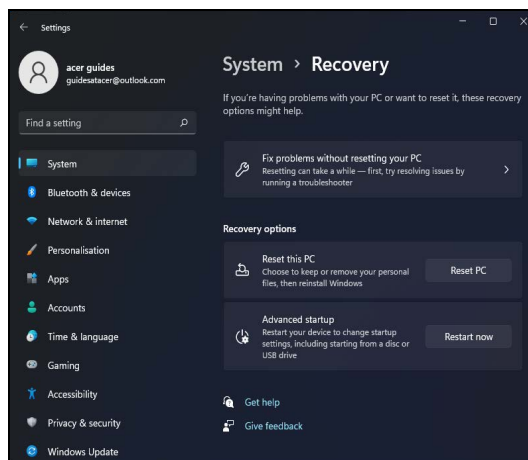 Settings
acer guides
guidesatacer@outlook.com
Find a setting
System
Bluetooth & devices
Network & internet
Personalisation
Apps
Accounts
Time & language
Gaming
Accessibility
Privacy & security
Windows Update
System > Recovery
If you're having problems with your PC or want to reset it, these recovery
options might help.
Fix problems without resetting your PC
Resetting can take a while — first, try resolving issues by
running a troubleshooter
Recovery options
Reset this PC
Choose to keep or remove your personal
files, then reinstall Windows
Reset PC
Advanced startup
Restart your device to change startup
settings, including starting from a disc or
USB drive
Restart now
Get help
Give feedback